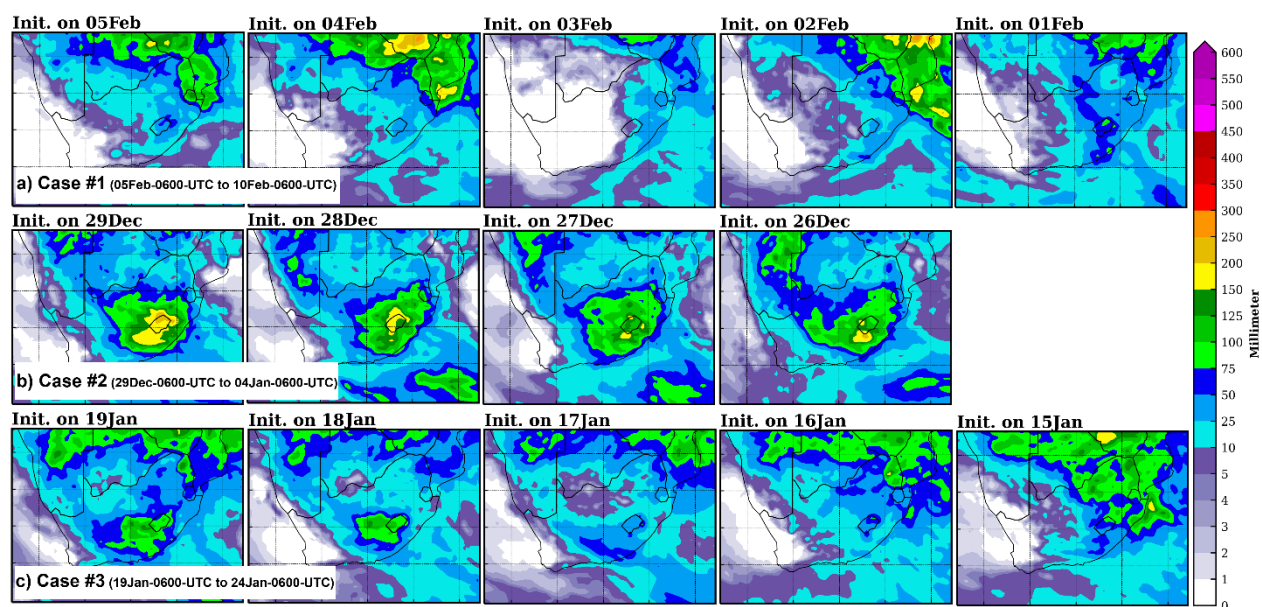 Init. on 05Feb
Init. on 04Feb
Init. on 03Feb
Init. on 02Feb
Init. on 01Feb
a) Case #1 (05Feb-0600-UTC to 10Feb-0600-UTC)
Init. on 29Dec
Init. on 28Dec
Init. on 27Dec
Init. on 26Dec
b) Case #2 (29Dec-0600-UTC to 04Jan-0600-UTC)
Init. on 19Jan
Init. on 18Jan
Init. on 17Jan
Init. on 16Jan
Init. on 15Jan
c) Case #3 (19Jan-0600-UTC to 24Jan-0600-UTC)
600
550
500
450
400
350
300
250
200
150
125
100
75
50
25
10
5
4
3
2
1
0
Millimeter